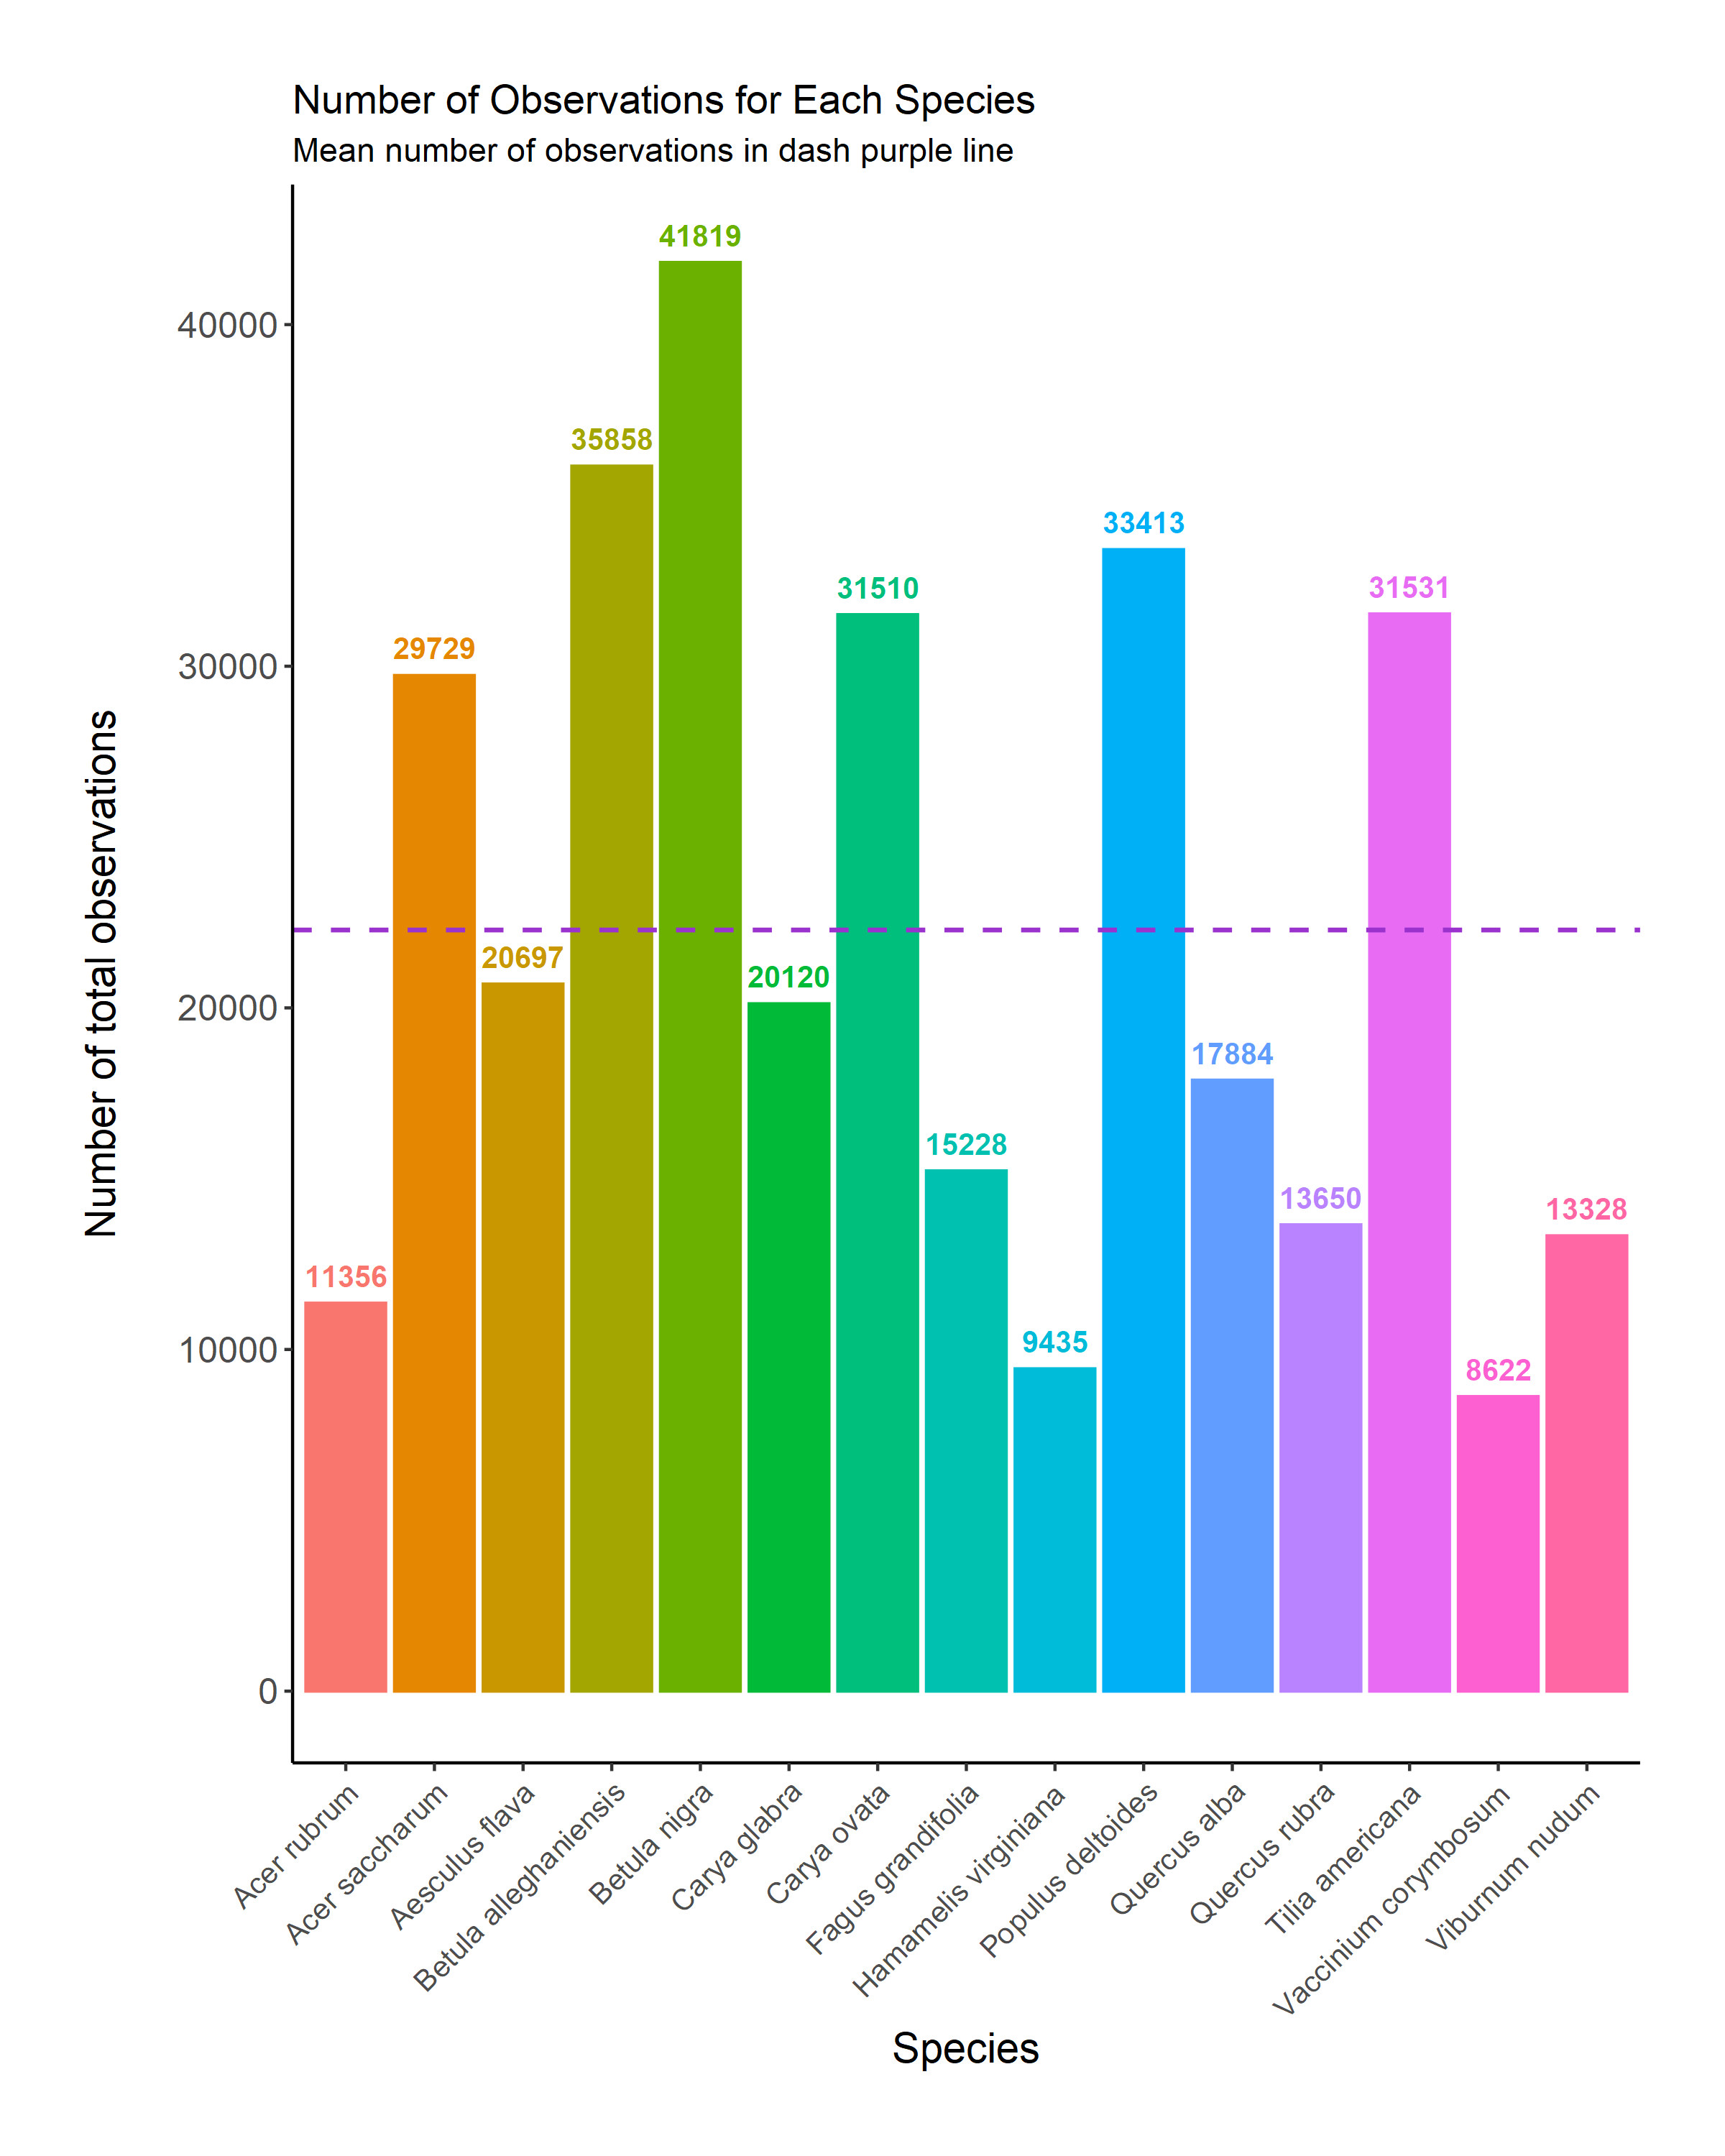 Number of Observations for Each Species
Mean number of observations in dash purple line
Number of total observations
40000
30000
20000
10000
0
11356
29729
20697
35858
41819
20120
31510
15228
9435
33413
17884
13650
31531
8622
13328
Acer rubrum
Acer saccharum
Aesculus flava
Betula alleghaniensis
Betula nigra
Carya glabra
Carya ovata
Fagus grandifolia
Hamamelis virginiana
Populus deltoides
Quercus alba
Quercus rubra
Tilia americana
Vaccinium corymbosum
Viburnum nudum
Species